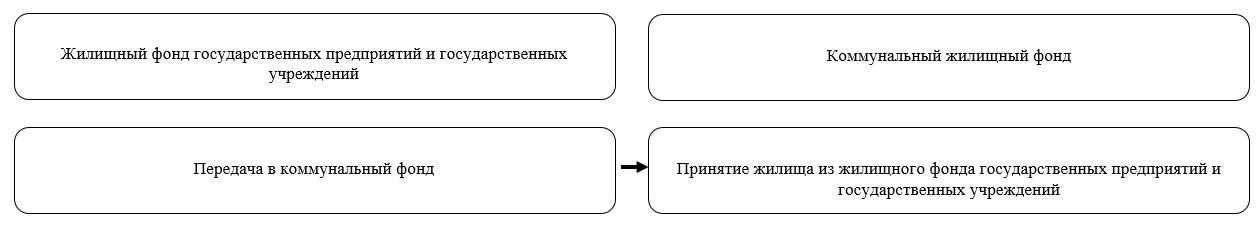 Жилищный фонд государственных предприятий и государственных
учреждений
Коммунальный жилищный фонд
Передача в коммунальный фонд
Принятие жилища из жилищного фонда государственных предприятий и
государственных учреждений